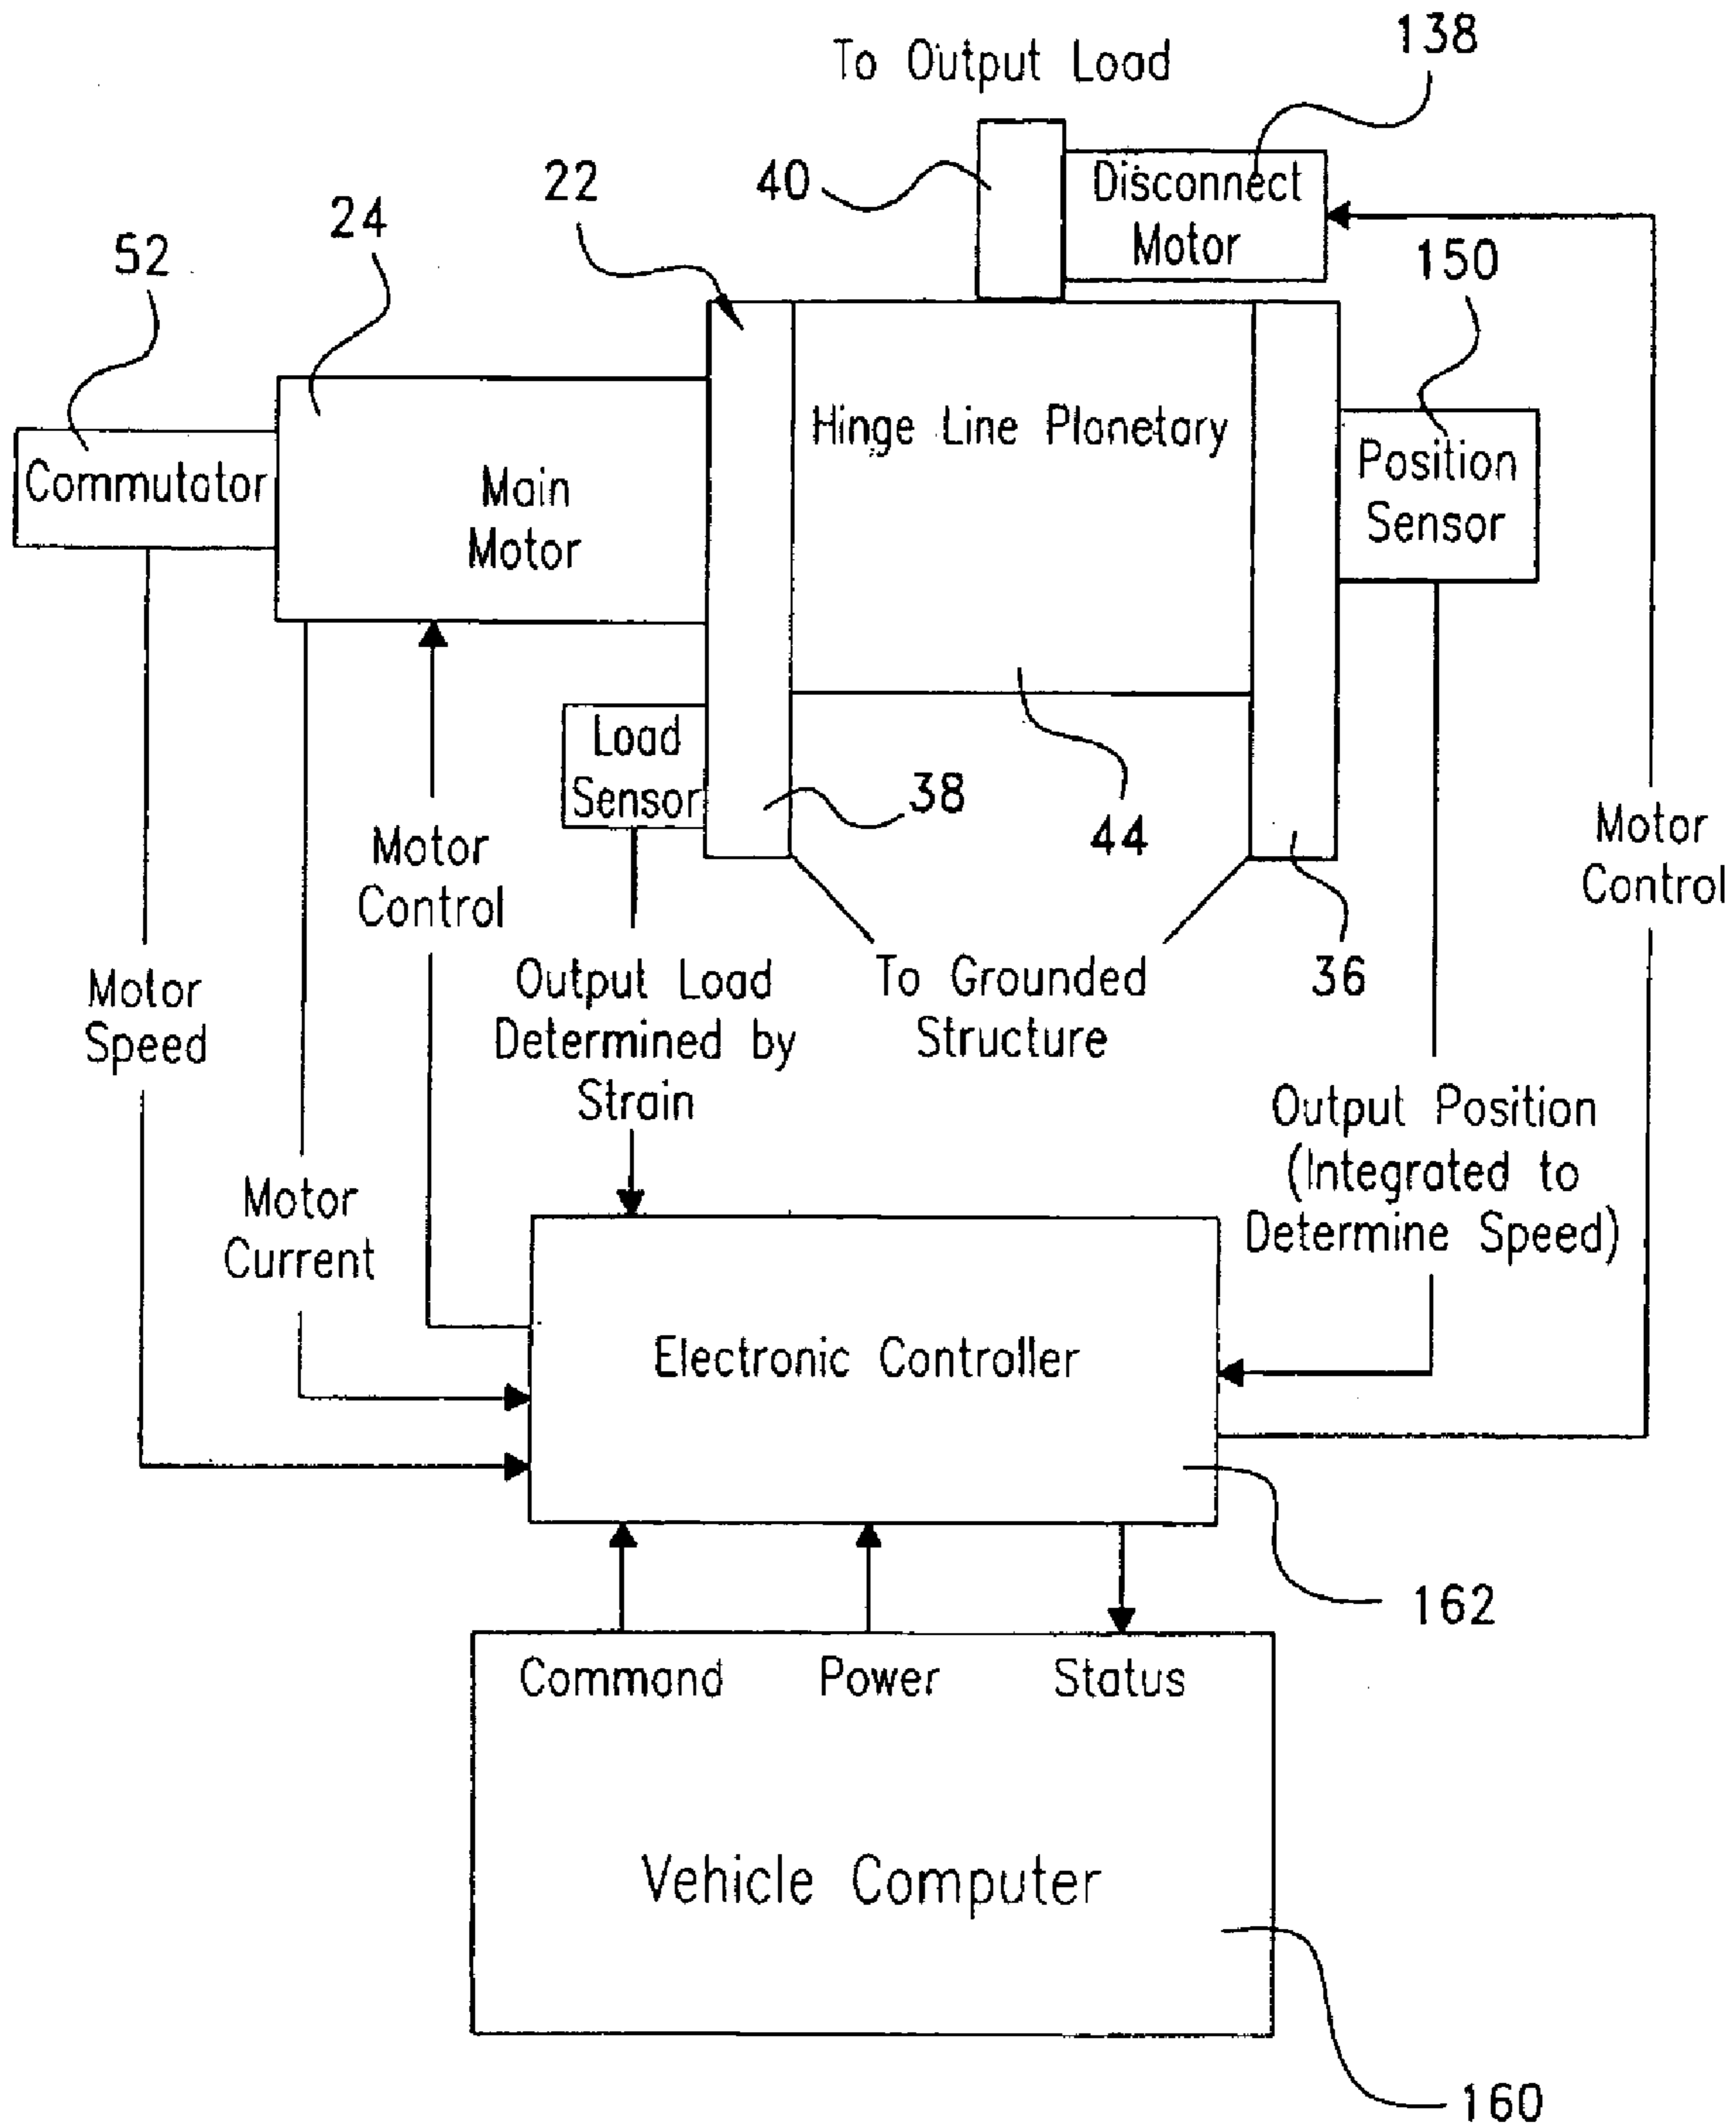 To Output Load
138
40
Disconnect
Motor
22
24
52
150
Hinge Line Planetary
Commutator
Main
Motor
Position
Sensor
Load
Sensor
38
44
Motor
Control
Motor
Control
Motor
Speed
Output Load
Determined by
Strain
To Grounded
Structure
36
Output Position
(Integrated to
Determine Speed)
Motor
Current
Electronic Controller
162
Command
Power
Status
Vehicle Computer
160